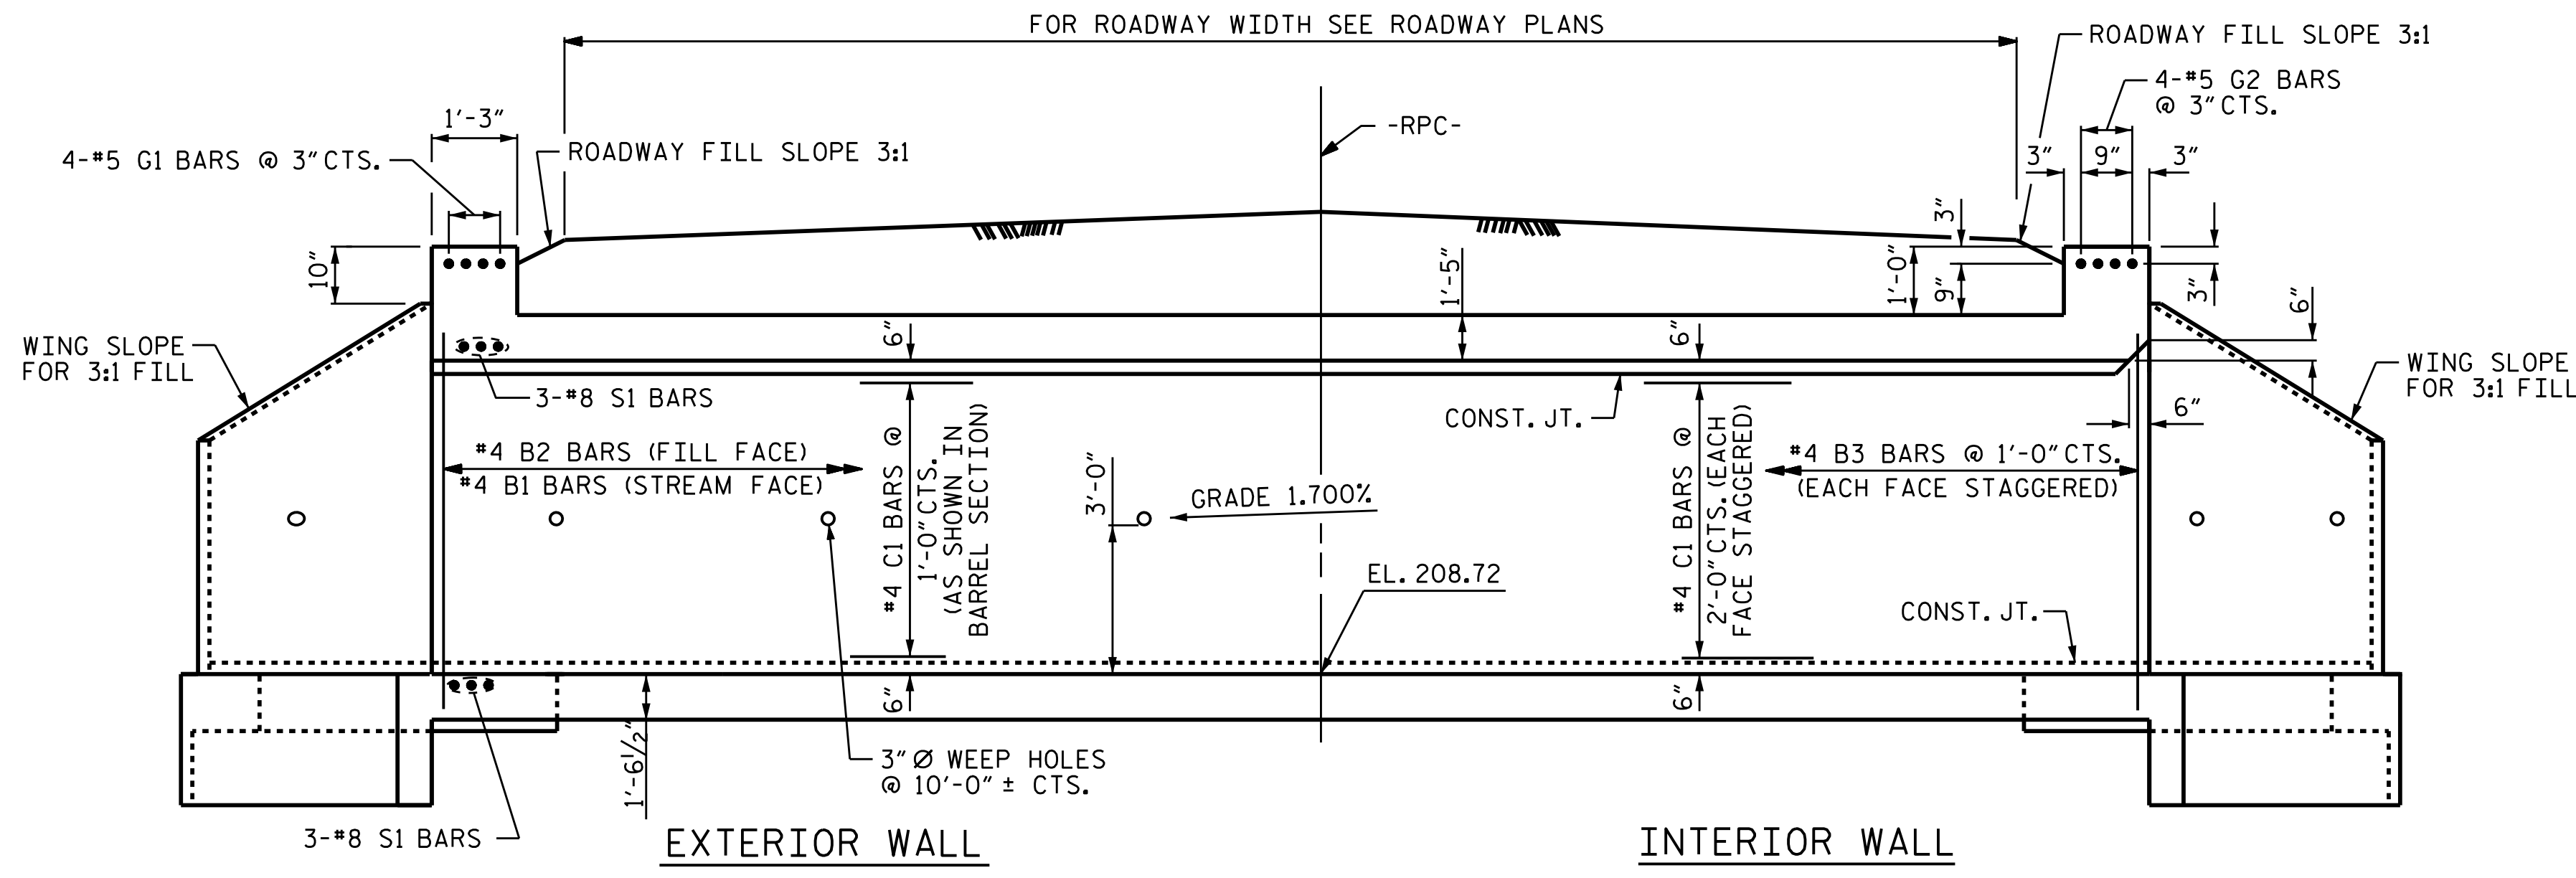 FOR ROADWAY WIDTH SEE ROADWAY PLANS
ROADWAY FILL SLOPE 3:1
4-#5 G2 BARS
@ 3" CTS.
1'-3"
-RPC-
4-#5 G1 BARS @ 3" CTS.
ROADWAY FILL SLOPE 3:1
3"
9"
3"
10"
3"
1'-0"
9"
3"
6"
1'-5"
6"
6"
WING SLOPE
FOR 3:1 FILL
WING SLOPE
FOR 3:1 FILL
3-#8 S1 BARS
CONST. JT.
6"
#4 B2 BARS (FILL FACE)
#4 B1 BARS (STREAM FACE)
#4 C1 BARS @
1'-0" CTS.
(AS SHOWN IN
BARREL SECTION)
3'-0"
GRADE 1.700%
#4 C1 BARS @
2'-0" CTS. (EACH
FACE STAGGERED)
#4 B3 BARS @ 1'-0" CTS.
(EACH FACE STAGGERED)
EL. 208.72
CONST. JT.
6"
6"
1'-6 1/2"
3" Ø WEEP HOLES
@ 10'-0" ± CTS.
3-#8 S1 BARS
EXTERIOR WALL
INTERIOR WALL